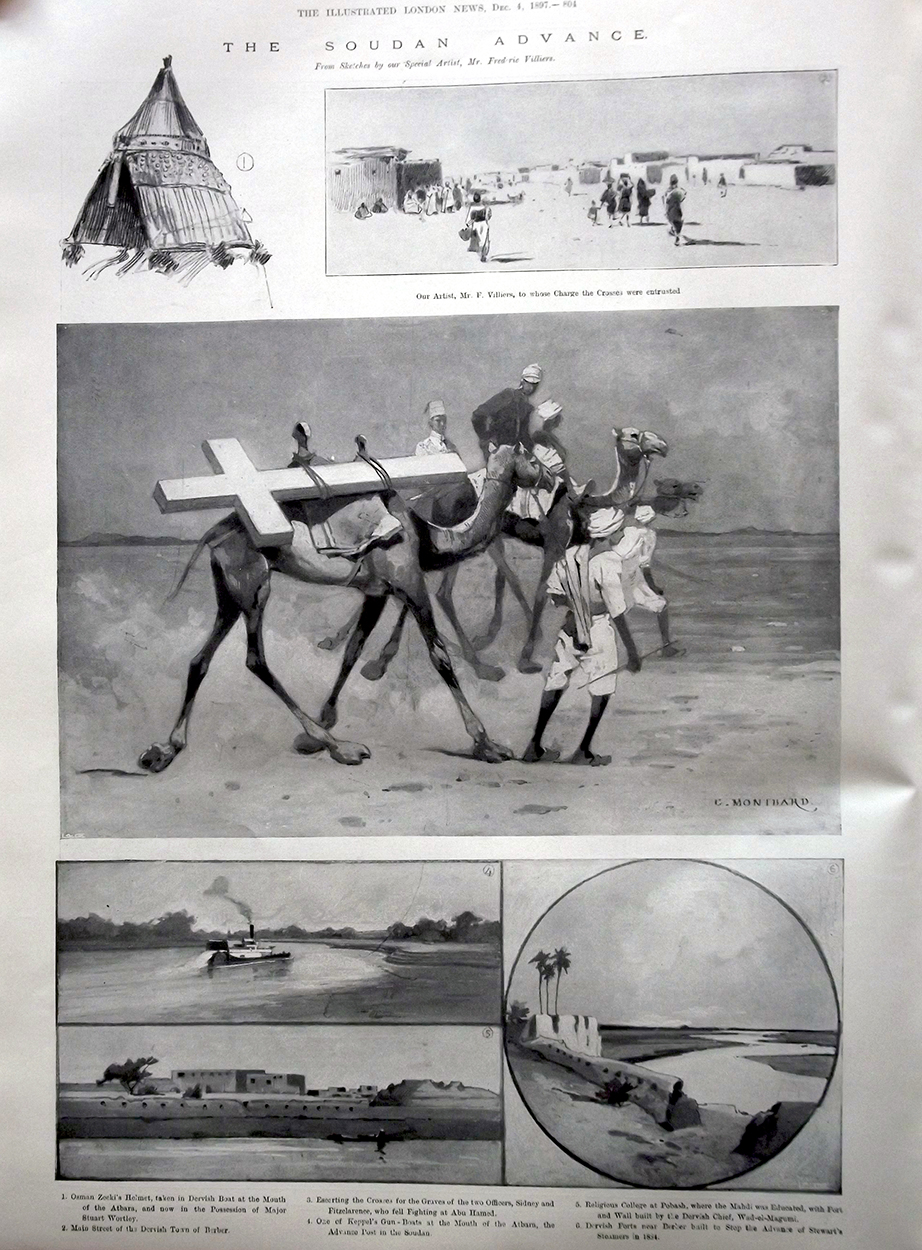 THE ILLUSTRATED LONDON NEWS, Dec. 4, 1897.— 804
THE SOUDAN ADVANCE.
From Sketches by our Special Artist, Mr. Frederic Villiers.
1
2
Our Artist, Mr. F. Villiers, to whose Charge the Crosses were entrusted
G. MONTBARD.
4
5
6
1. Osman Zecki's Helmet, taken in Dervish Boat at the Mouth
of the Atbara, and now in the Possession of Major
Stuart Wortley.
2. Main Street of the Dervish Town of Berber.
3. Escorting the Crosses for the Graves of the two Officers, Sidney and
Fitzclarence, who fell Fighting at Abu Hamed.
4. One of Keppel's Gun-Boats at the Mouth of the Atbara, the
Advance Post in the Soudan.
5. Religious College at Fobash, where the Mahdi was Educated, with Fort
and Wall built by the Dervish Chief, Wad-el-Magumi.
6. Dervish Forts near Berber built to Stop the Advance of Stewart's
Steamers in 1884.